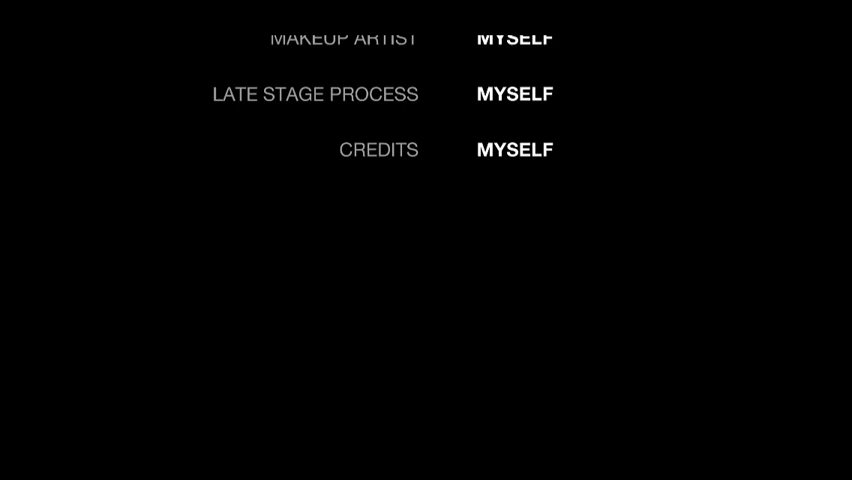 MAKEUP ARTIST MYSELF
LATE STAGE PROCESS MYSELF
CREDITS MYSELF